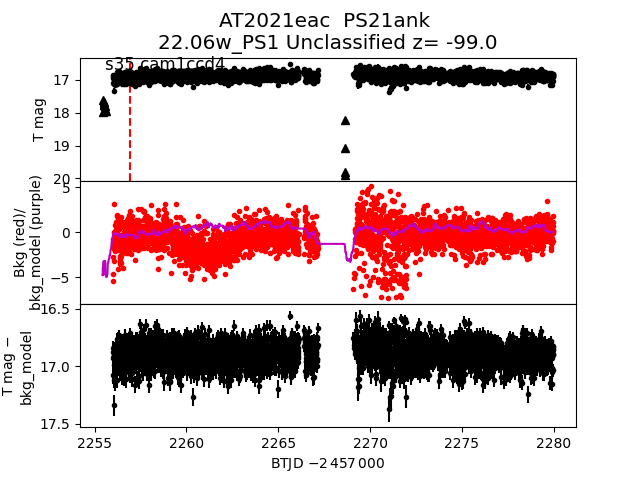 AT2021eac  PS21ank
22.06w_PS1 Unclassified z= -99.0
s35 cam1ccd4
T mag
17
18
19
20
Bkg (red)/
bkg_model (purple)
5
0
−5
T mag −
bkg_model
16.5
17.0
17.5
2255
2260
2265
2270
2275
2280
BTJD −2 457 000